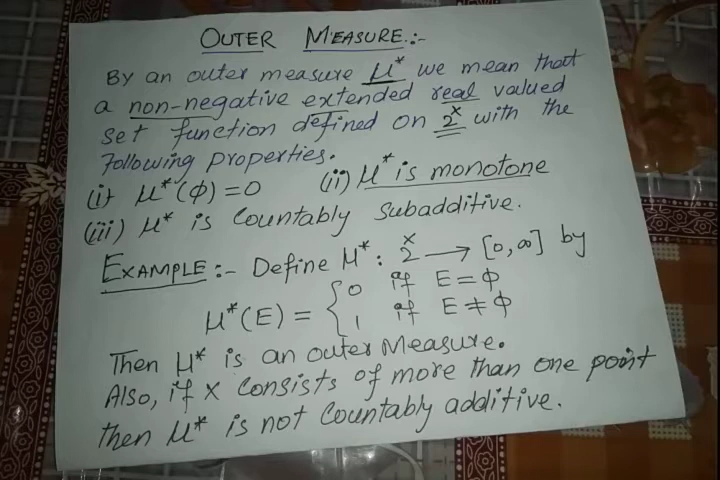 OUTER MEASURE:-
By an outer measure μ* we mean that
a non-negative extended real valued
set function defined on 2^X with the
following properties.
(i) μ*(Φ)=0 (ii) μ* is monotone
(iii) μ* is Countably Subadditive.
EXAMPLE:- Define μ*: 2^X → [0,∞] by
μ*(E) = { 0 if E = Φ
1 if E ≠ Φ
Then μ* is an outer Measure.
Also, if X Consists of more than one point
then μ* is not Countably additive.